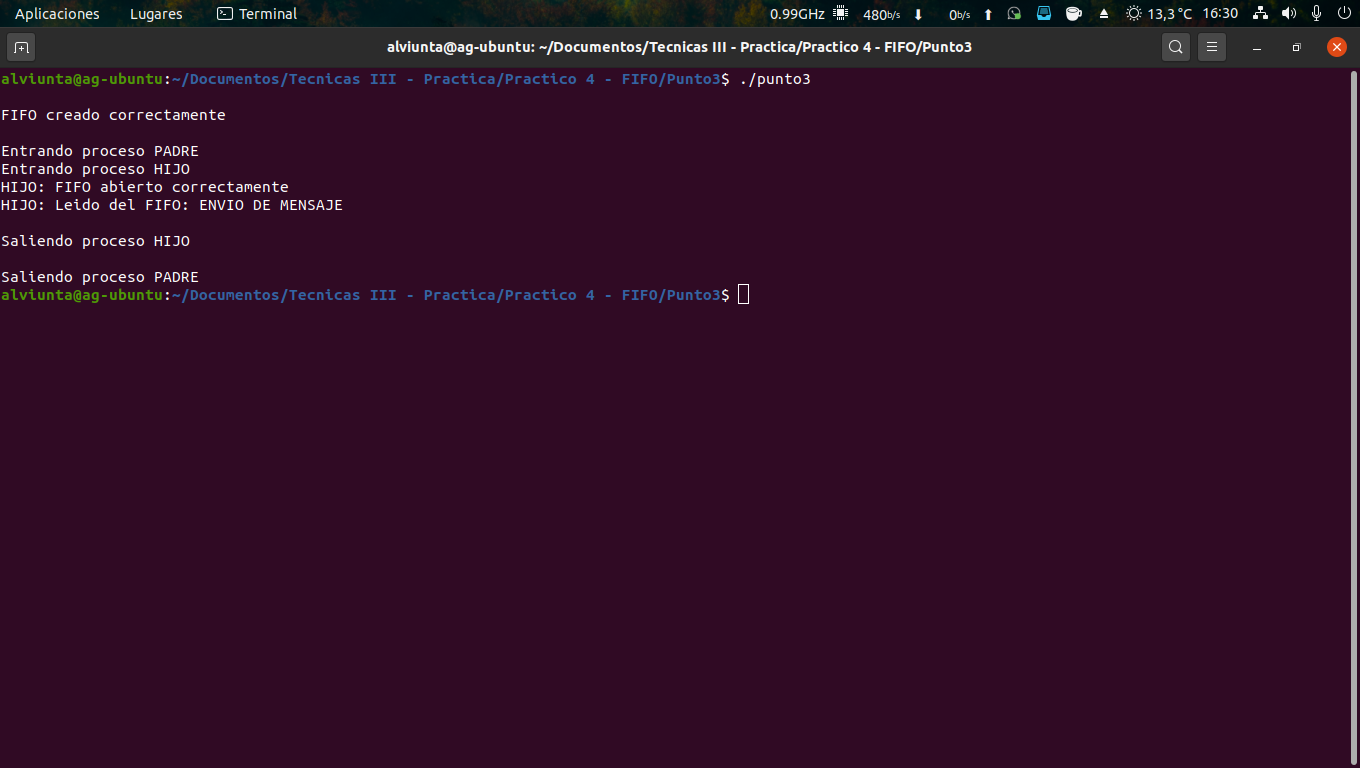 Aplicaciones Lugares Terminal 0.99GHz 480b/s 0b/s 13,3 °C 16:30
alviunta@ag-ubuntu: ~/Documentos/Tecnicas III - Practica/Practico 4 - FIFO/Punto3
alviunta@ag-ubuntu:~/Documentos/Tecnicas III - Practica/Practico 4 - FIFO/Punto3$ ./punto3
FIFO creado correctamente
Entrando proceso PADRE
Entrando proceso HIJO
HIJO: FIFO abierto correctamente
HIJO: Leido del FIFO: ENVIO DE MENSAJE
Saliendo proceso HIJO
Saliendo proceso PADRE
alviunta@ag-ubuntu:~/Documentos/Tecnicas III - Practica/Practico 4 - FIFO/Punto3$